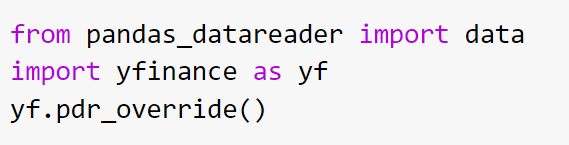 from pandas_datareader import data
import yfinance as yf
yf.pdr_override()